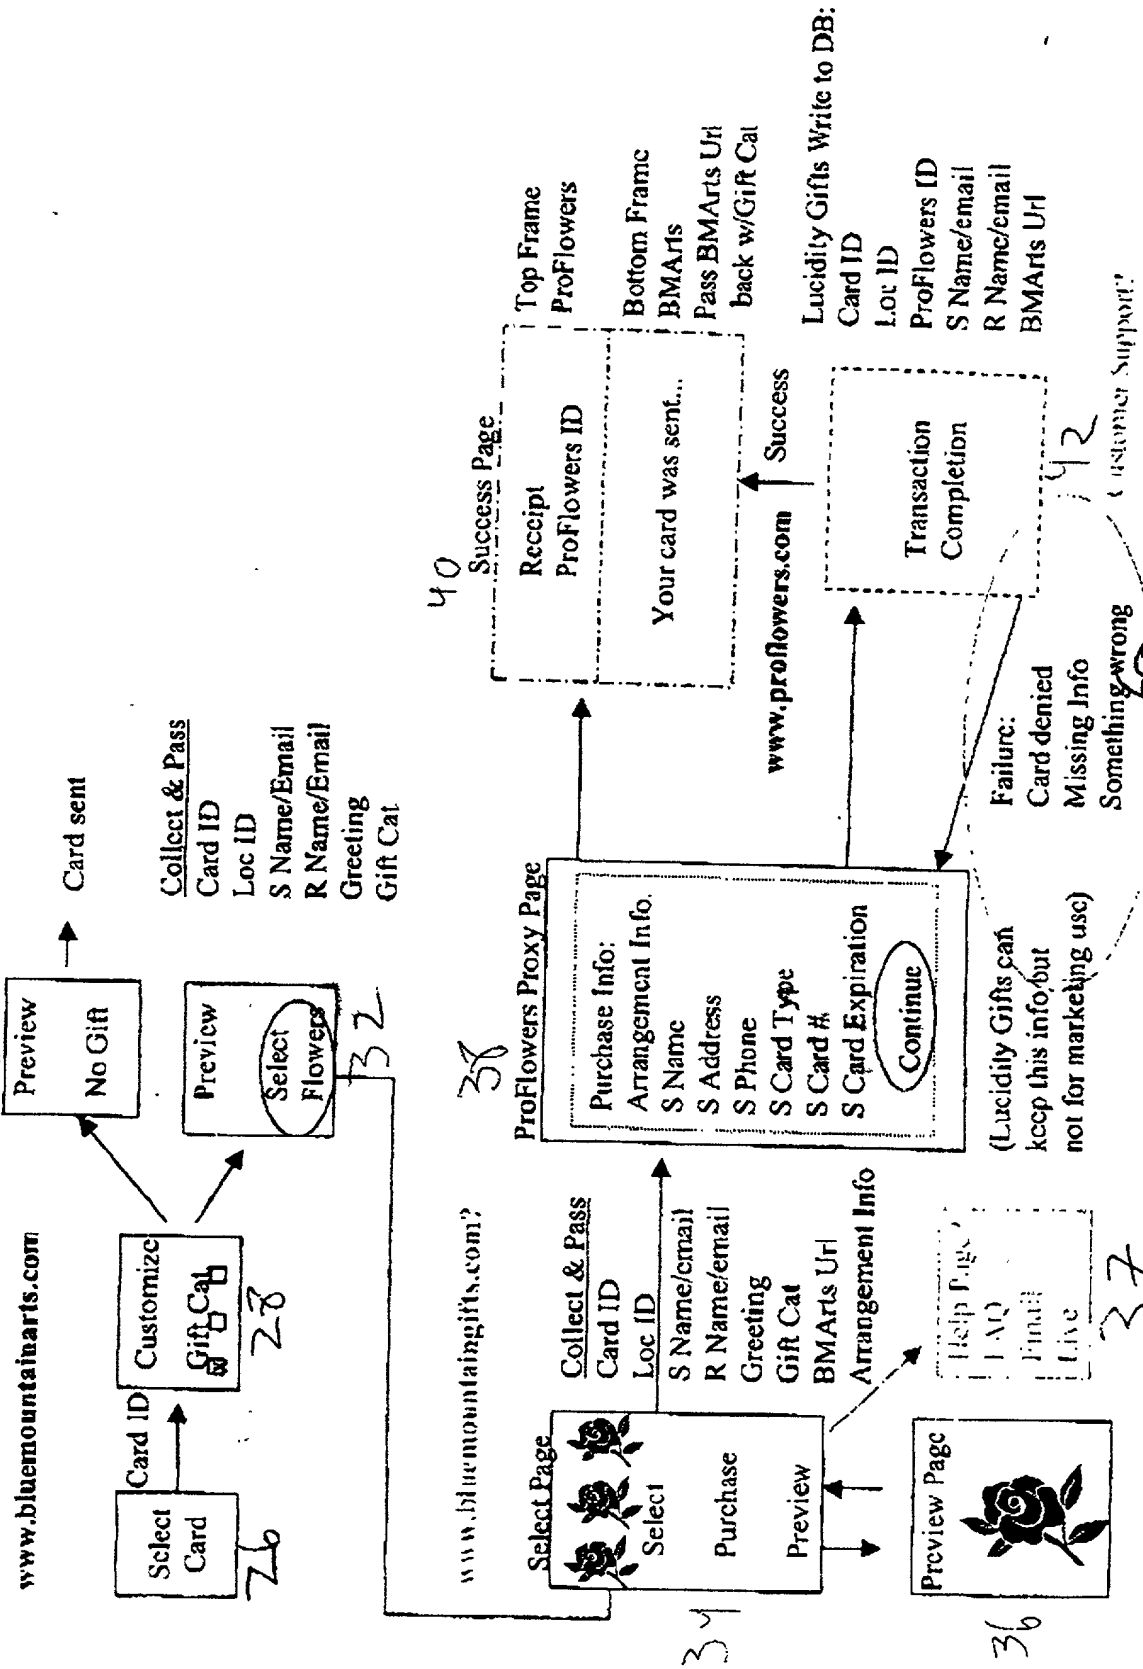 www.bluemountainarts.com
Select
Card
26
Card ID
Customize
Gift Cat
28
Preview
No Gift
Card sent
Preview
Select
Flowers
32
Collect & Pass
Card ID
Loc ID
S Name/Email
R Name/Email
Greeting
Gift Cat
www.bluemountaingifts.com?
Select Page
Select
Purchase
Preview
34
Preview Page
36
Collect & Pass
Card ID
Loc ID
S Name/email
R Name/email
Greeting
Gift Cat
BMArts Url
Arrangement Info
Help Page
FAQ
Email
Live
37
38
ProFlowers Proxy Page
Purchase Info:
Arrangement Info.
S Name
S Address
S Phone
S Card Type
S Card #
S Card Expiration
Continue
(Lucidity Gifts can
keep this info but
not for marketing use)
Failure:
Card denied
Missing Info
Something wrong
40
Success Page
Receipt
ProFlowers ID
Your card was sent...
Top Frame
ProFlowers
Bottom Frame
BMArts
Pass BMArts Url
back w/Gift Cat
www.proflowers.com
Success
Transaction
Completion
42
Customer Support?
Lucidity Gifts Write to DB:
Card ID
Loc ID
ProFlowers ID
S Name/email
R Name/email
BMArts Url